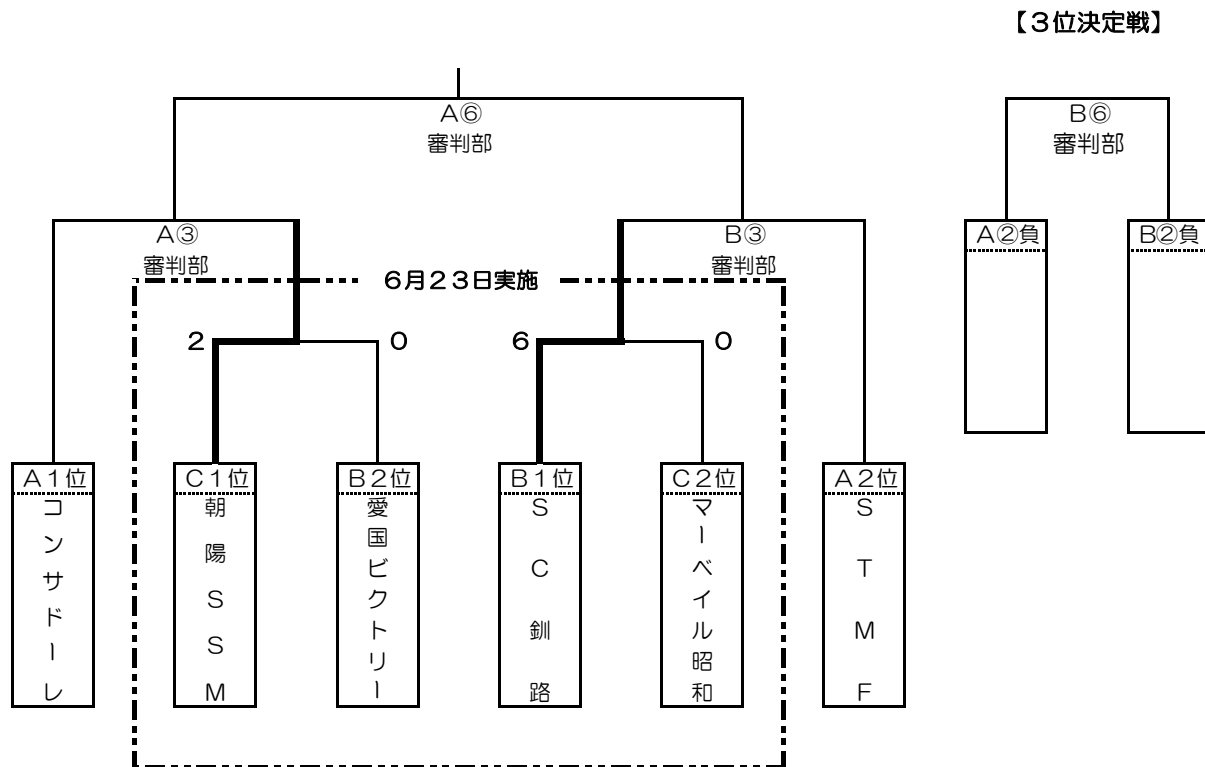 【３位決定戦】
Ａ⑥
審判部
Ｂ⑥
審判部
Ａ③
審判部
Ｂ③
審判部
Ａ②負
Ｂ②負
６月２３日実施
２
０
６
０
Ａ１位
コンサドーレ
Ｃ１位
朝陽ＳＳＭ
Ｂ２位
愛国ビクトリー
Ｂ１位
ＳＣ釧路
Ｃ２位
マーベイル昭和
Ａ２位
ＳＴＭＦ